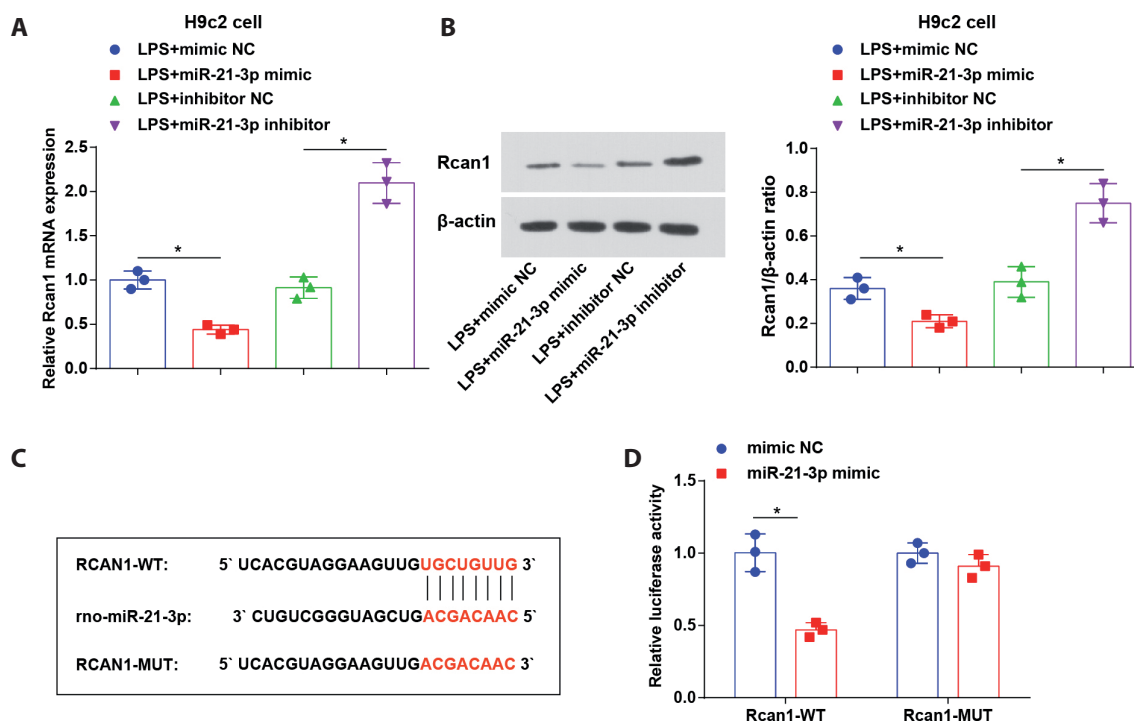 A
H9c2 cell
LPS+mimic NC
LPS+miR-21-3p mimic
LPS+inhibitor NC
LPS+miR-21-3p inhibitor
Relative Rcan1 mRNA expression
2.5
2.0
1.5
1.0
0.5
0.0
*
*
B
Rcan1
β-actin
LPS+mimic NC
LPS+miR-21-3p mimic
LPS+inhibitor NC
LPS+miR-21-3p inhibitor
H9c2 cell
LPS+mimic NC
LPS+miR-21-3p mimic
LPS+inhibitor NC
LPS+miR-21-3p inhibitor
Rcan1/β-actin ratio
1.0
0.8
0.6
0.4
0.2
0.0
*
*
C
RCAN1-WT: 5` UCACGUAGGAAGUUGUGCUGUUG 3`
rno-miR-21-3p: 3` CUGUCGGGUAGCUGACGACAAC 5`
RCAN1-MUT: 5` UCACGUAGGAAGUUGACGACAAC 3`
D
mimic NC
miR-21-3p mimic
Relative luciferase activity
1.5
1.0
0.5
0.0
*
Rcan1-WT
Rcan1-MUT